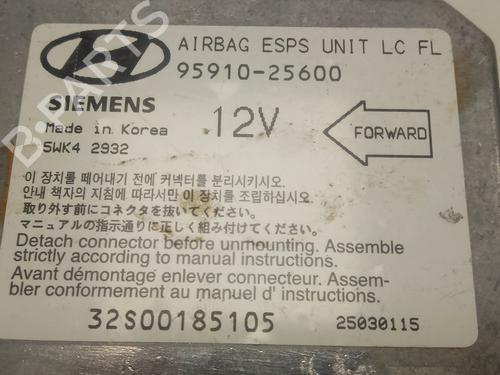 AIRBAG ESPS UNIT LC FL
95910-25600
SIEMENS
Made in Korea
5WK4 2932
12V
FORWARD
이 장치를 떼어내기 전에 커넥터를 분리시키시오.
안내 책자의 지침에 따라서만 이 장치를 조립하십시오.
取り外す前にコネクタを抜いてください。
マニュアルの指示通りに正しく組み付けてください
Detach connector before unmounting. Assemble
strictly according to manual instructions.
Avant démontage enlever connecteur. Assem-
bler conformement au manuel d' instructions.
32S00185105
25030115
B-PARTS